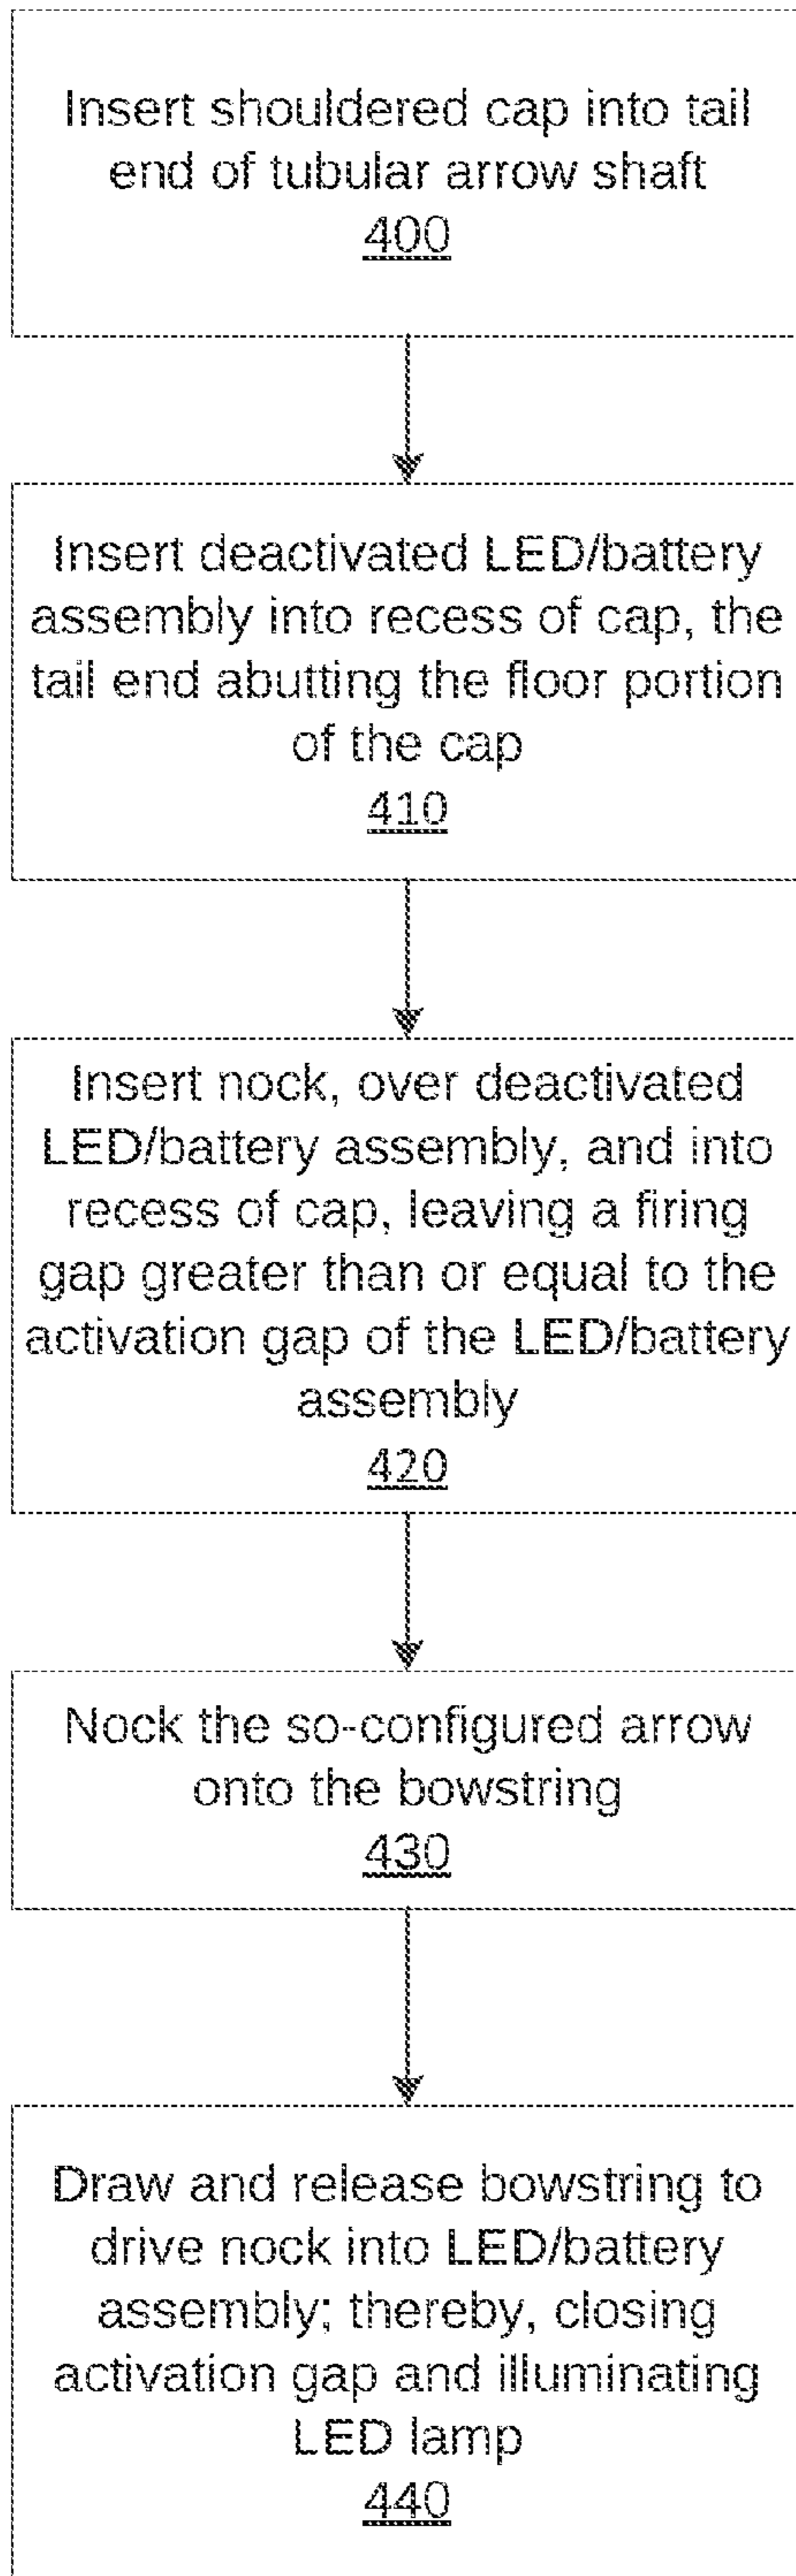 Insert shouldered cap into tail
end of tubular arrow shaft
400
Insert deactivated LED/battery
assembly into recess of cap, the
tail end abutting the floor portion
of the cap
410
Insert nock, over deactivated
LED/battery assembly, and into
recess of cap, leaving a firing
gap greater than or equal to the
activation gap of the LED/battery
assembly
420
Nock the so-configured arrow
onto the bowstring
430
Draw and release bowstring to
drive nock into LED/battery
assembly; thereby, closing
activation gap and illuminating
LED lamp
440